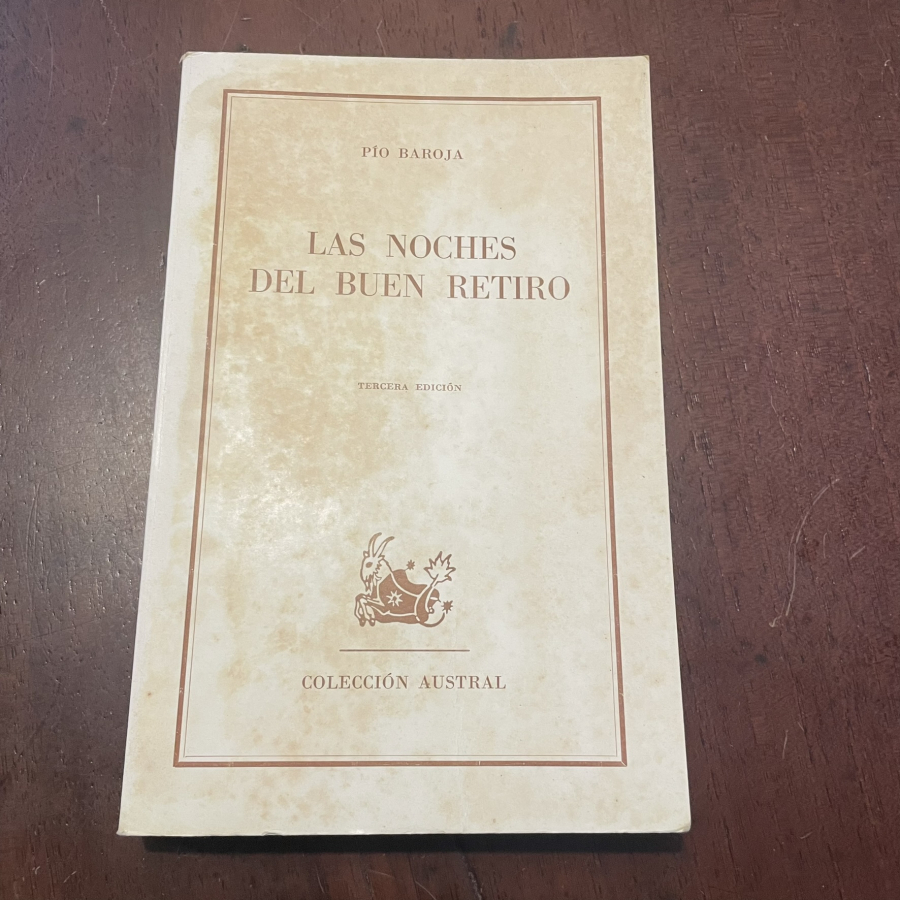 PÍO BAROJA
LAS NOCHES
DEL BUEN RETIRO
TERCERA EDICIÓN
COLECCIÓN AUSTRAL